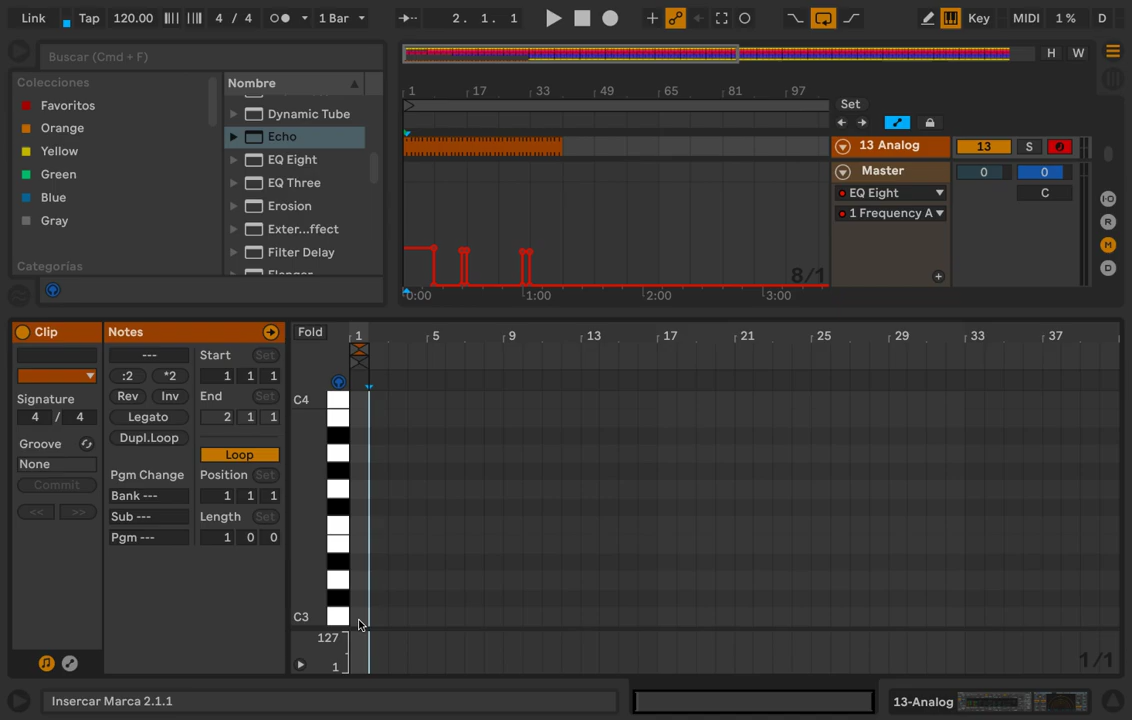 Link Tap 120.00 4 / 4 1 Bar 2. 1. 1 Key MIDI 1 % D
Buscar (Cmd + F)
H W
Colecciones
Favoritos
Orange
Yellow
Green
Blue
Gray
Categorías
Nombre
Dynamic Tube
Echo
EQ Eight
EQ Three
Erosion
Exter...ffect
Filter Delay
1 17 33 49 65 81 97
Set
13 Analog 13 S
Master 0 0
EQ Eight C
1 Frequency A
8/1
0:00 1:00 2:00 3:00
I·O
R
M
D
Clip
Signature
4 / 4
Groove
None
Commit
<< >>
Notes
---
:2 *2
Rev Inv
Legato
Dupl.Loop
Pgm Change
Bank ---
Sub ---
Pgm ---
Start Set
1 1 1
End Set
2 1 1
Loop
Position Set
1 1 1
Length Set
1 0 0
Fold 1 5 9 13 17 21 25 29 33 37
C4
C3
127
1
1/1
Insercar Marca 2.1.1
13-Analog